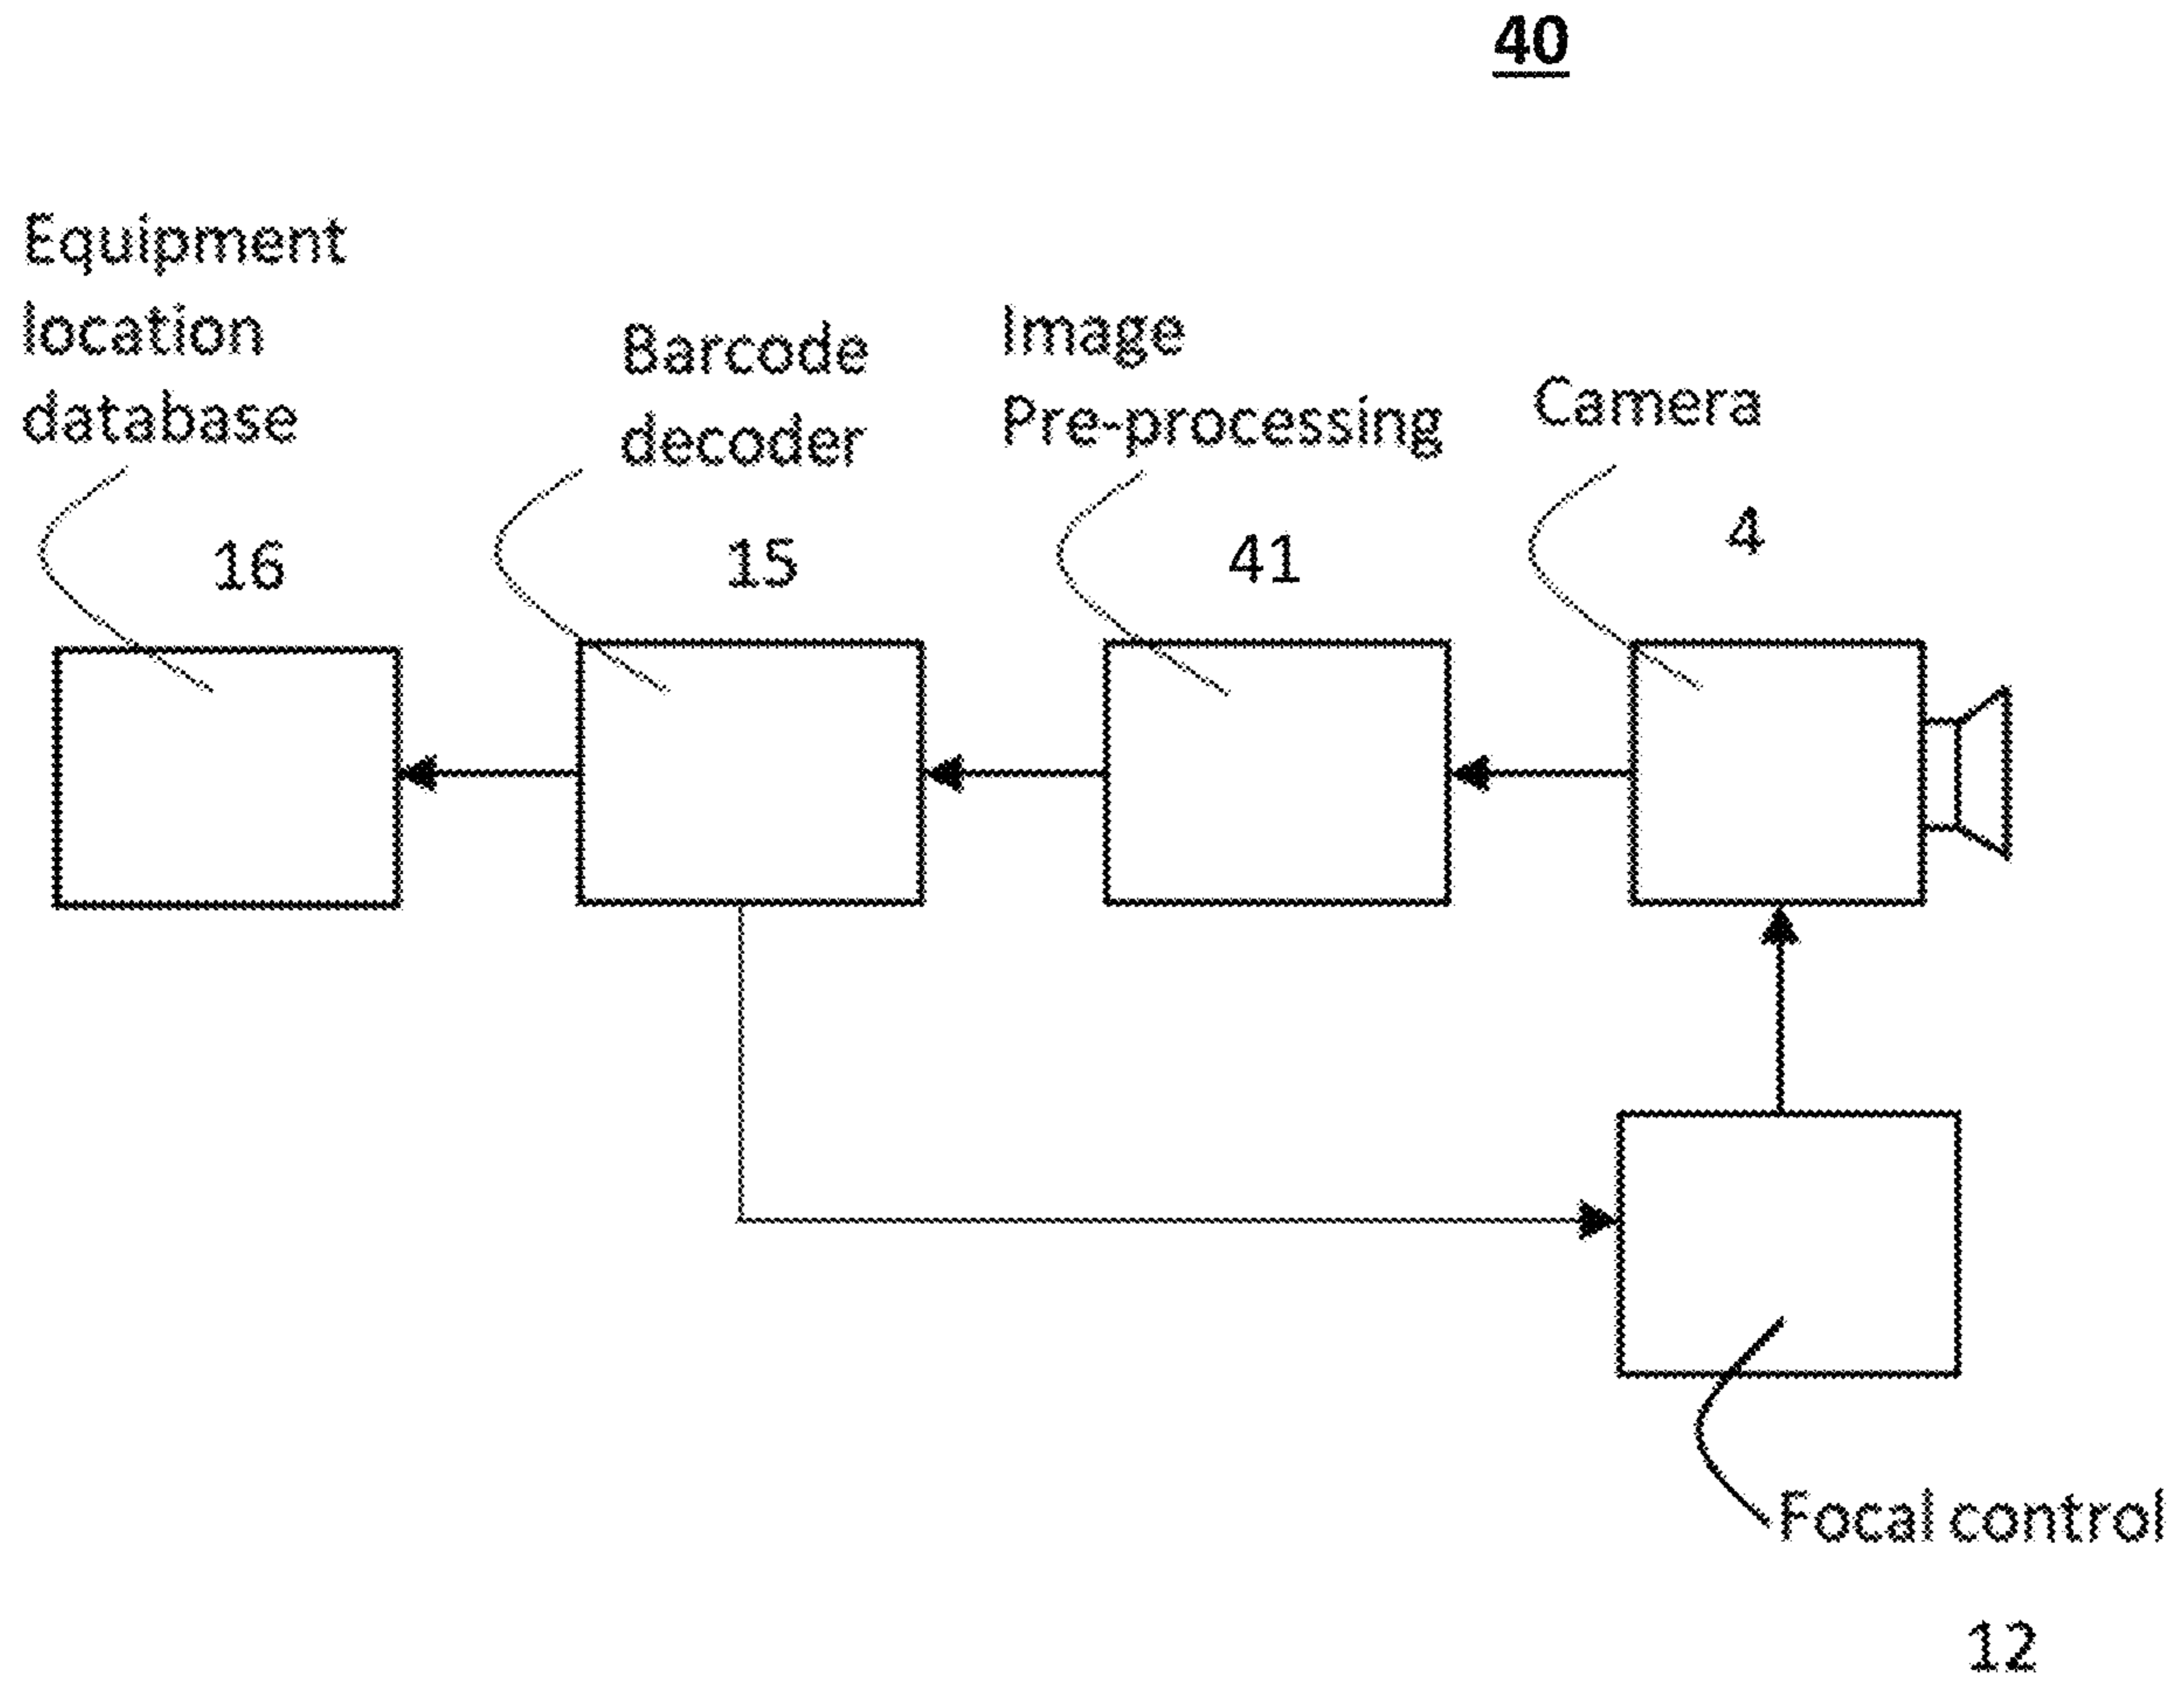 40
Equipment
location
database
16
Barcode
decoder
15
Image
Pre-processing
41
Camera
4
Focal control
12